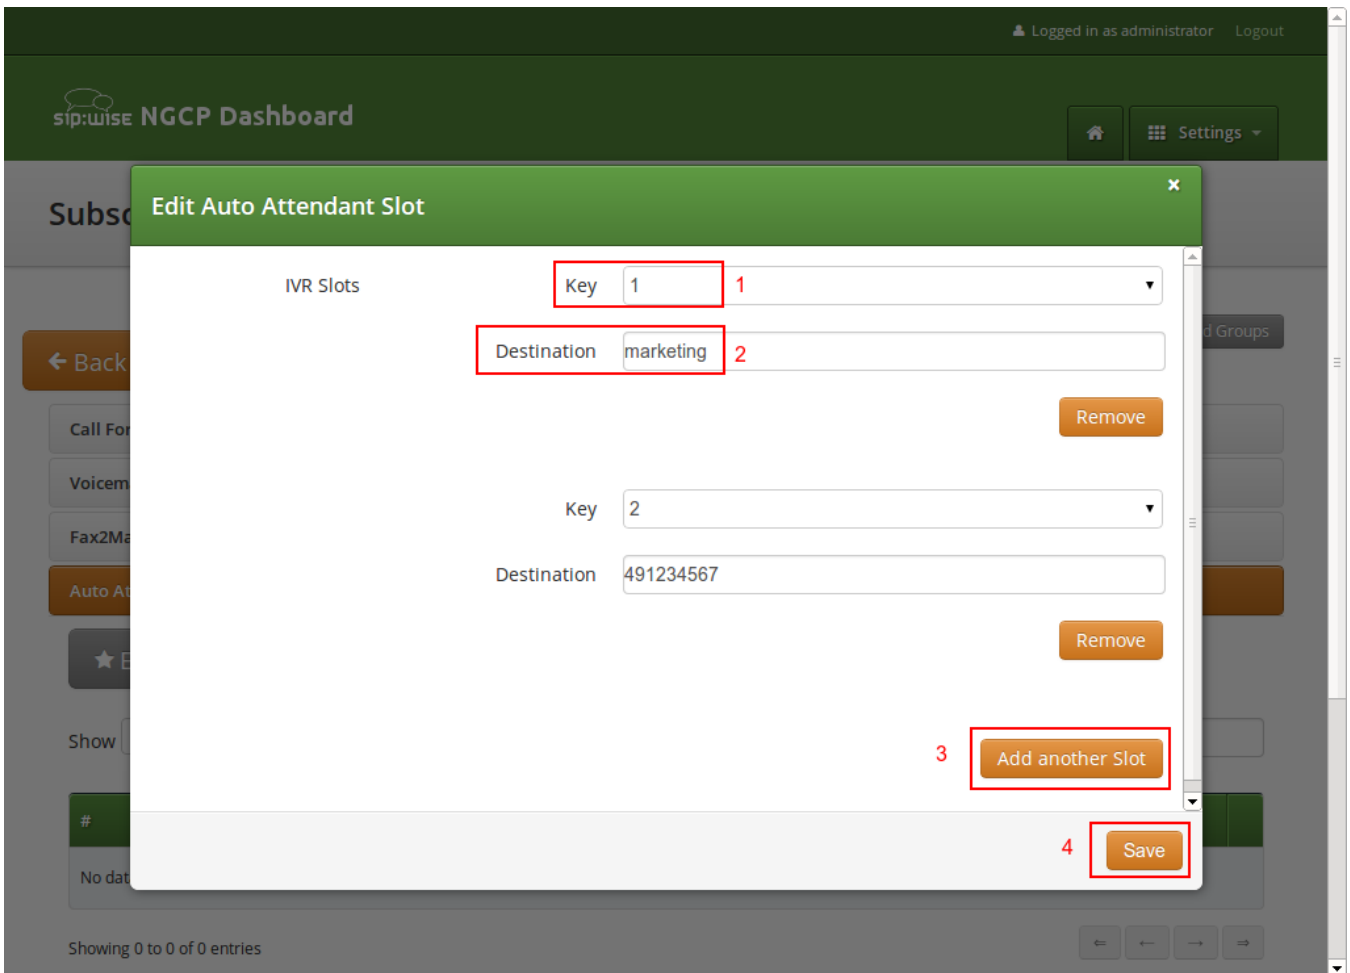 Logged in as administrator Logout
sip:wise NGCP Dashboard
Settings
Subsc
Edit Auto Attendant Slot
×
IVR Slots Key 1 1
d Groups
Destination marketing 2
Back
Remove
Call For
Voicem
Key 2
Fax2Ma
Destination 491234567
Auto At
Remove
E
Show
3 Add another Slot
#
4 Save
No dat
Showing 0 to 0 of 0 entries
⇐ ← → ⇒